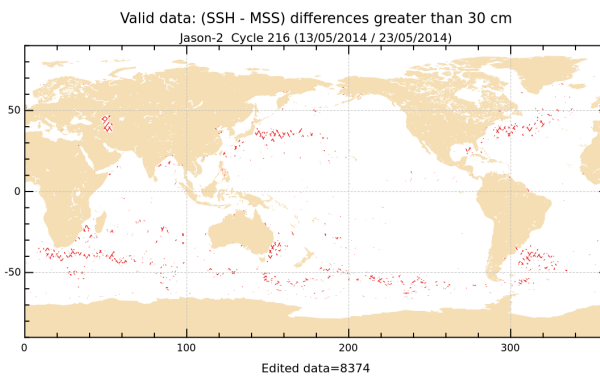 Valid data: (SSH - MSS) differences greater than 30 cm
Jason-2  Cycle 216 (13/05/2014 / 23/05/2014)
50
0
-50
0 100 200 300
Edited data=8374